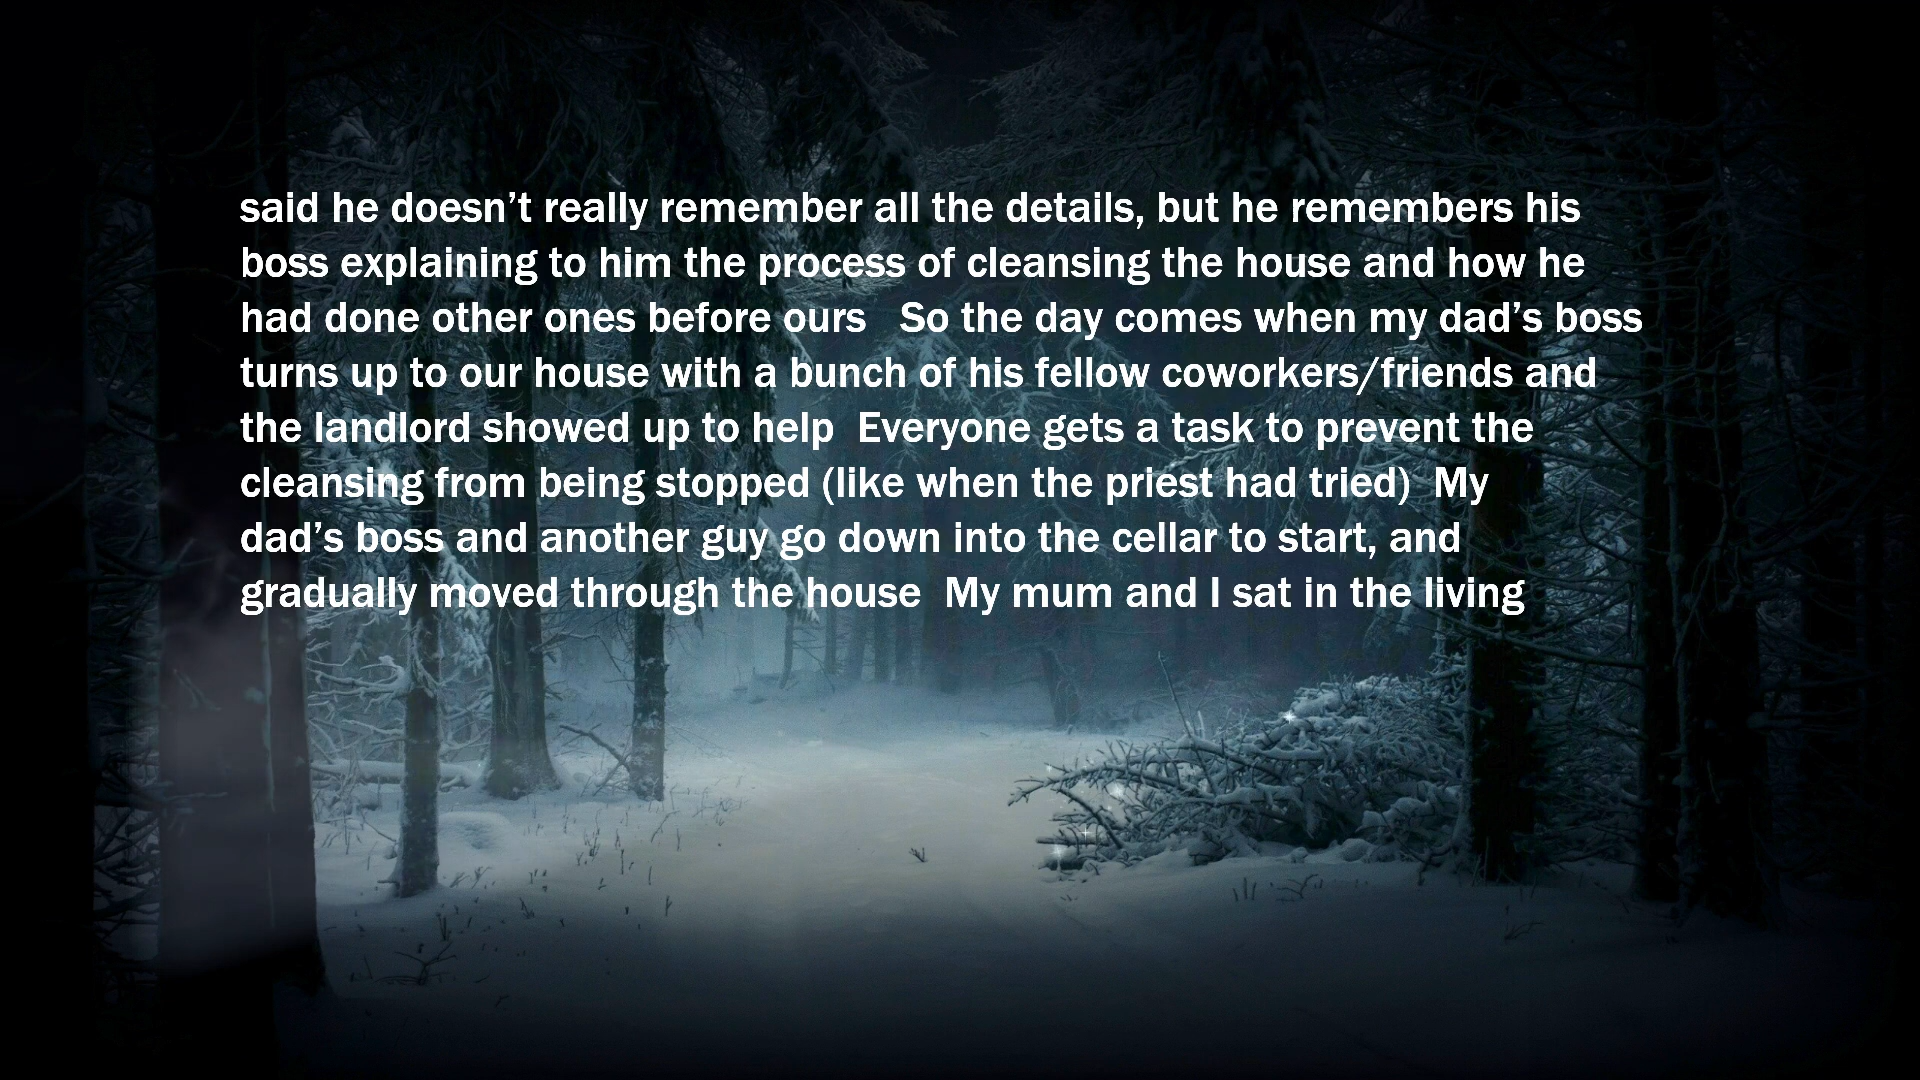 said he doesn’t really remember all the details, but he remembers his
boss explaining to him the process of cleansing the house and how he
had done other ones before ours   So the day comes when my dad’s boss
turns up to our house with a bunch of his fellow coworkers/friends and
the landlord showed up to help  Everyone gets a task to prevent the
cleansing from being stopped (like when the priest had tried)  My
dad’s boss and another guy go down into the cellar to start, and
gradually moved through the house  My mum and I sat in the living